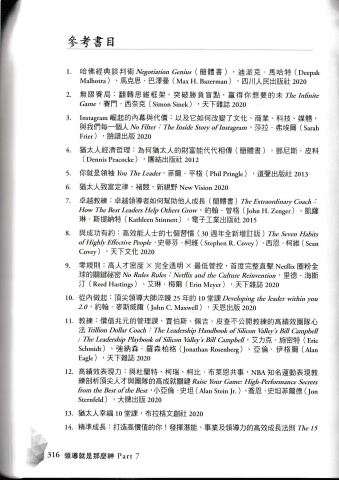 參考書目
1. 哈佛經典談判術 Negotiation Genius（簡體書），迪派克．馬哈特（Deepak
Malhotra）、馬克思．巴澤曼（Max H. Bazerman），四川人民出版社 2020
2. 無限賽局：翻轉思維框架，突破勝負盲點，贏得你想要的未 The Infinite
Game，賽門．西奈克（Simon Sinek），天下雜誌 2020
3. Instagram 崛起的內幕與代價：以及它如何改變了文化、商業、科技、媒體，
與我們每一個人 No Filter：The Inside Story of Instagram，莎拉．弗埃爾（Sarah
Frier），臉譜出版 2020
4. 猶太人經濟哲理：為何猶太人的財富能代代相傳（簡體書），鄧尼斯．皮科
（Dennis Peacocke），團結出版社 2012
5. 你就是領袖 You The Leader，菲爾．平格（Phil Pringle），道聲出版社 2013
6. 猶太人致富定律，褚兢，新視野 New Vision 2020
7. 卓越教練：卓越領導者如何幫助他人成長（簡體書）The Extraordinary Coach：
How The Best Leaders Help Others Grow，約翰．曾格（John H. Zenger）、凱薩
琳．斯提納特（Kathleen Stinnett），電子工業出版社 2015
8. 與成功有約：高效能人士的七個習慣（30 週年全新增訂版）The Seven Habits
of Highly Effective People，史蒂芬．柯維（Stephen R. Covey）、西恩．柯維（Sean
Covey），天下文化 2020
9. 零規則：高人才密度 × 完全透明 × 最低管控，首度完整直擊 Netflix 圈粉全
球的關鍵祕密 No Rules Rules：Netflix and the Culture Reinvention，里德．海斯
汀（Reed Hastings）、艾琳．梅爾（Erin Meyer），天下雜誌 2020
10. 從內做起：頂尖領導大師淬鍊 25 年的 10 堂課 Developing the leader within you
2.0，約翰．麥斯威爾（John C. Maxwell），天恩出版 2020
11. 教練：價值兆元的管理課，賈伯斯、佩吉、皮查不公開教練的高績效團隊心
法 Trillion Dollar Coach：The Leadership Handbook of Silicon Valley's Bill Campbell
: The Leadership Playbook of Silicon Valley's Bill Campbell，艾力克．施密特（Eric
Schmidt）、強納森．羅森柏格（Jonathan Rosenberg）、亞倫．伊格爾（Alan
Eagle），天下雜誌 2020
12. 高績效表現力：與杜蘭特、柯瑞、柯比．布萊恩共事，NBA 知名運動表現教
練剖析頂尖人才與團隊的高成就關鍵 Raise Your Game: High-Performance Secrets
from the Best of the Best，小亞倫．史坦（Alan Stein Jr.）、喬恩．史坦菲爾德（Jon
Sternfeld），大牌出版 2020
13. 猶太人幸福 10 堂課，布拉格文創社 2020
14. 精準成長：打造高價值的你！發揮潛能、事業及領導力的高效成長法則 The 15
316 領導就是那麼神 Part 7